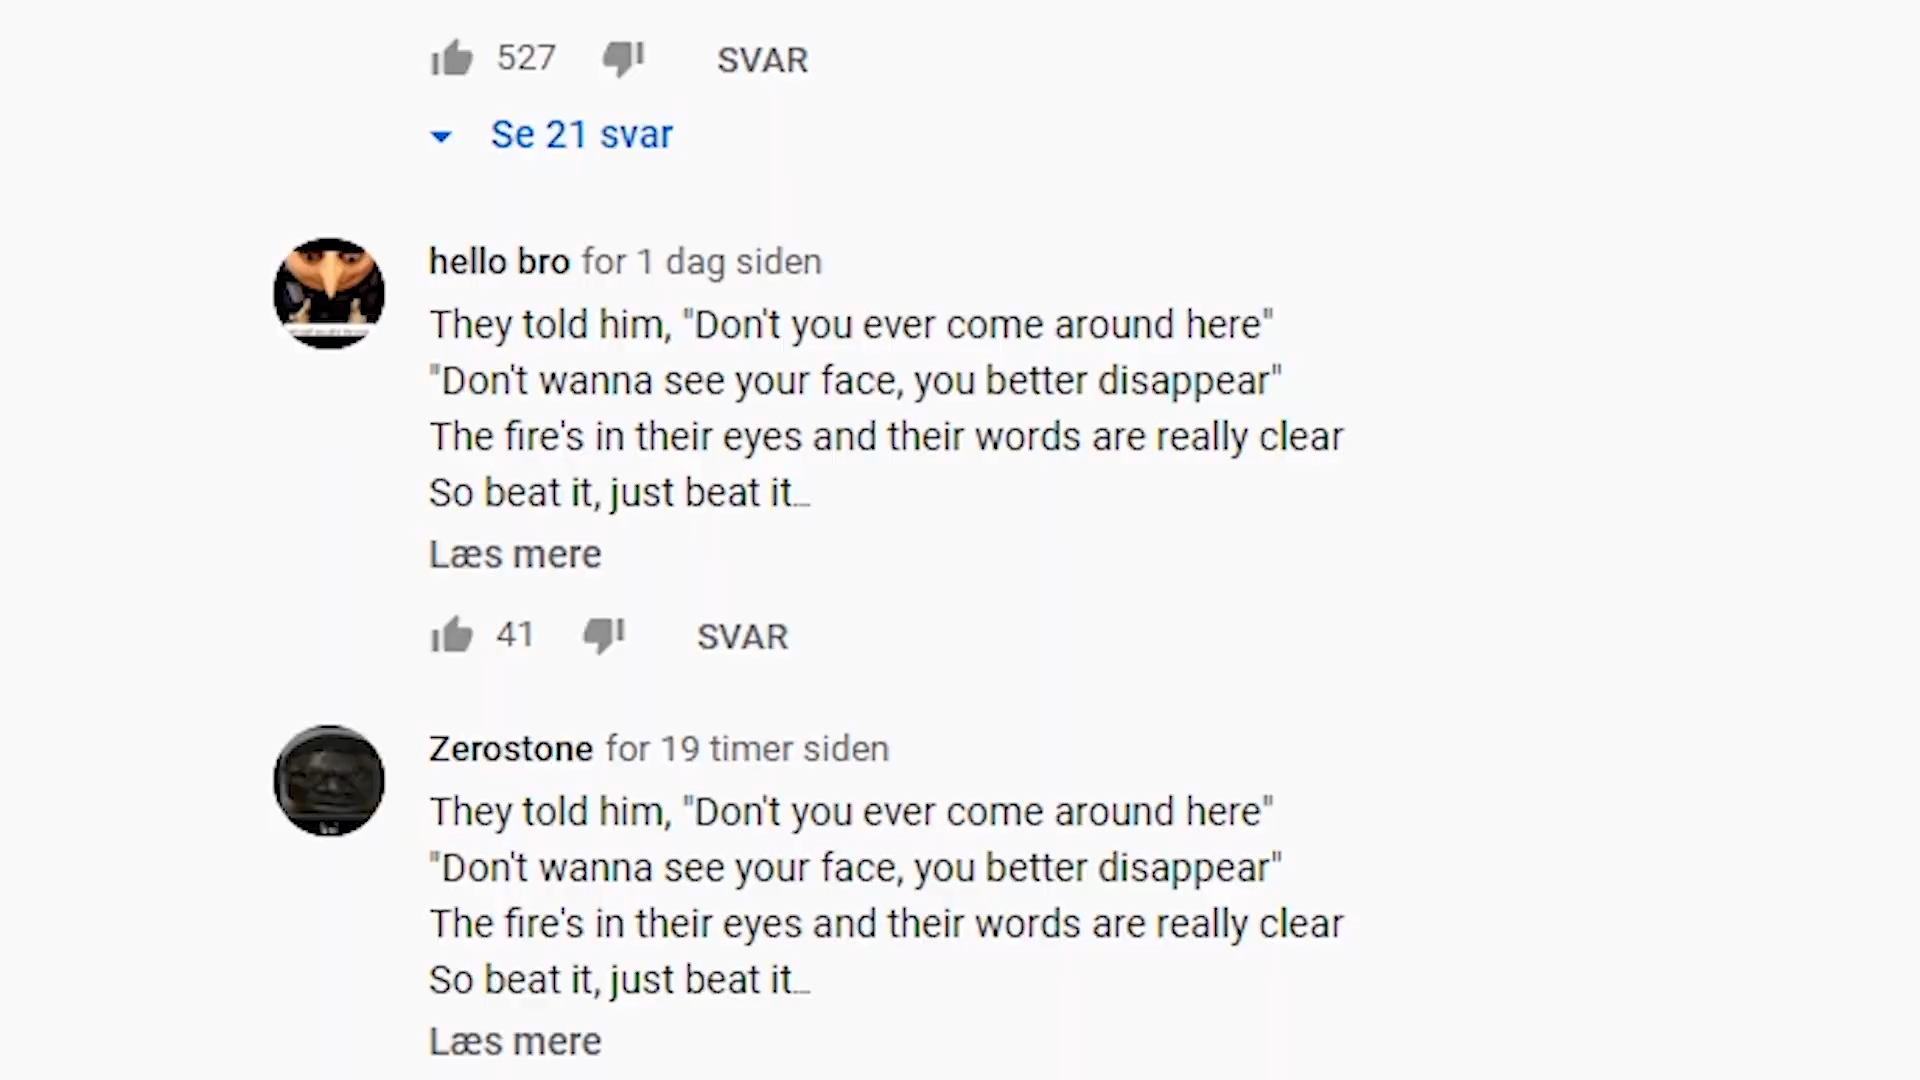 527 SVAR
Se 21 svar
hello bro for 1 dag siden
They told him, "Don't you ever come around here"
"Don't wanna see your face, you better disappear"
The fire's in their eyes and their words are really clear
So beat it, just beat it...
Læs mere
41 SVAR
Zerostone for 19 timer siden
They told him, "Don't you ever come around here"
"Don't wanna see your face, you better disappear"
The fire's in their eyes and their words are really clear
So beat it, just beat it...
Læs mere